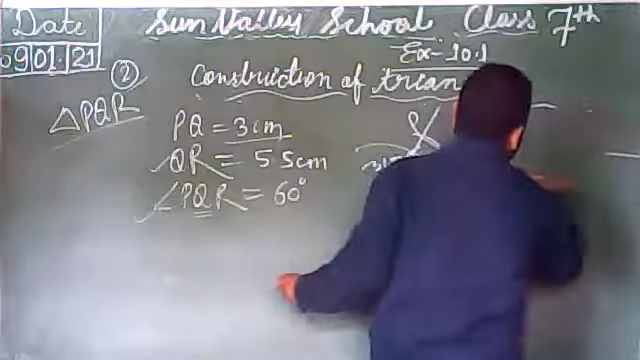 Date
Sun Valley School Class 7th
09 01 21
Ex-10.1
② Construction of trian
△PQR
PQ = 3cm
QR = 5 5cm
∠PQR = 60°